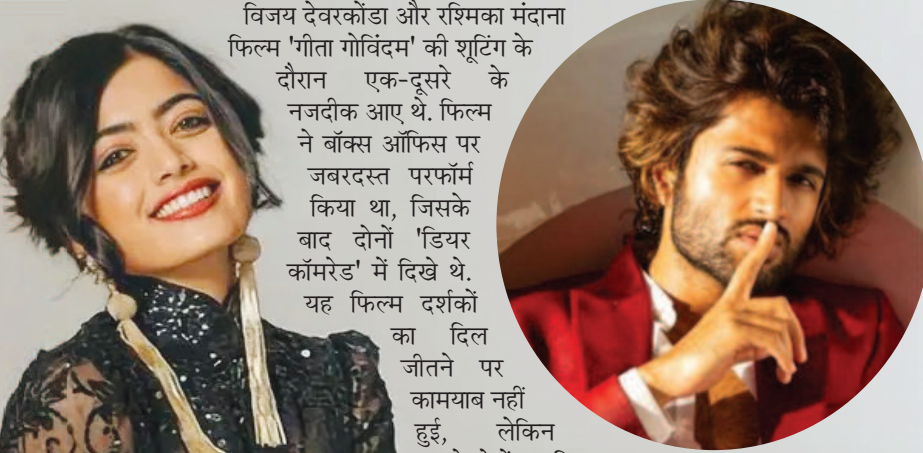 विजय देवरकोंडा और रश्मिका मंदाना
फिल्म 'गीता गोविंदम' की शूटिंग के
दौरान एक-दूसरे के
नजदीक आए थे. फिल्म
ने बॉक्स ऑफिस पर
जबरदस्त परफॉर्म
किया था, जिसके
बाद दोनों 'डियर
कॉमरेड' में दिखे थे.
यह फिल्म दर्शकों
का दिल
जीतने पर
कामयाब नहीं
हुई, लेकिन